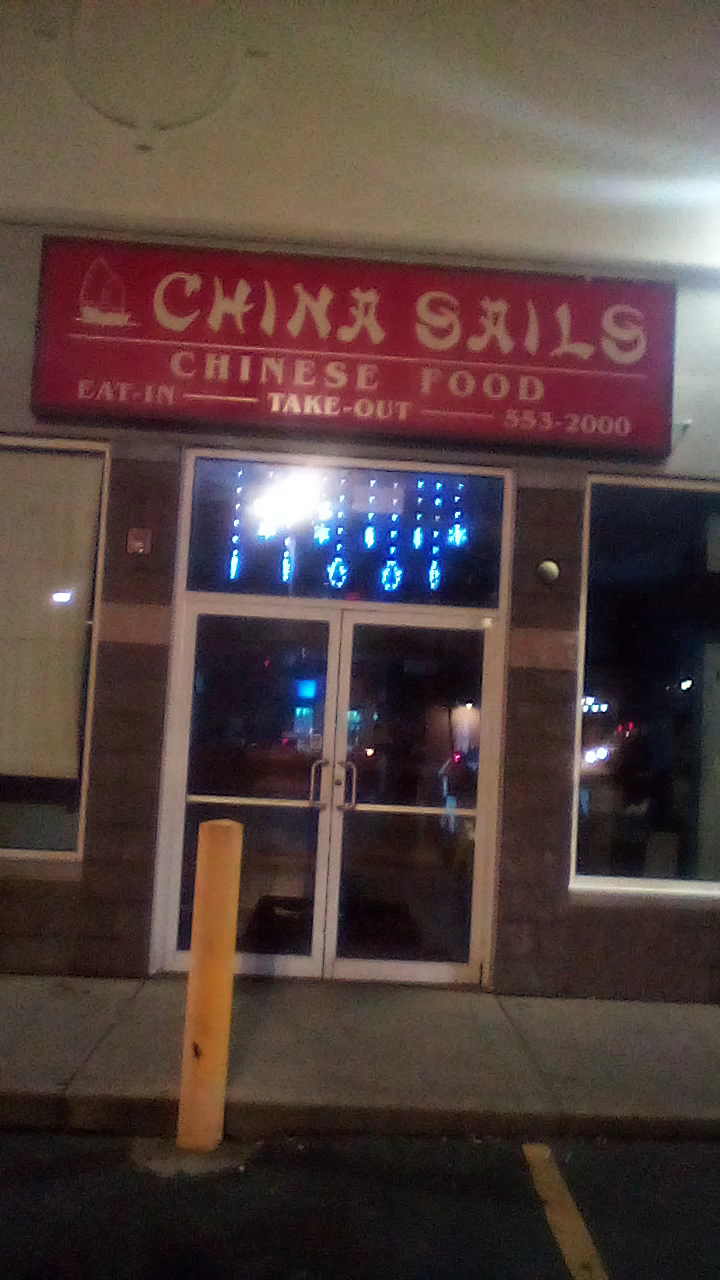 CHINA SAILS
CHINESE FOOD
EAT-IN — TAKE-OUT — 553-2000